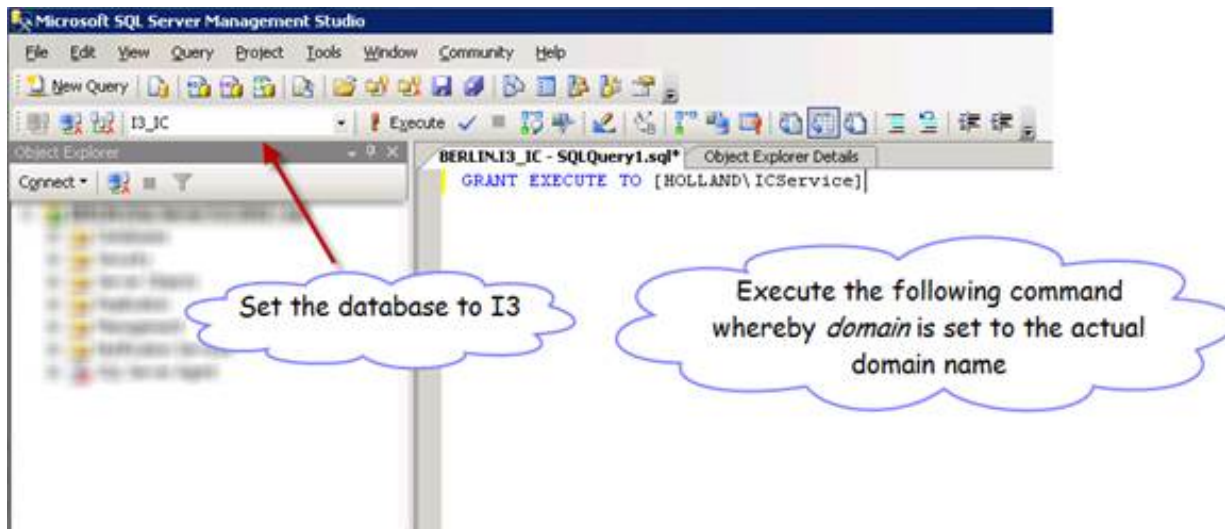 Microsoft SQL Server Management Studio
File Edit View Query Project Tools Window Community Help
New Query
I3_IC Execute
Object Explorer
BERLIN.I3_IC - SQLQuery1.sql* Object Explorer Details
Connect
GRANT EXECUTE TO [HOLLAND\ICService]
Set the database to I3
Execute the following command
whereby domain is set to the actual
domain name